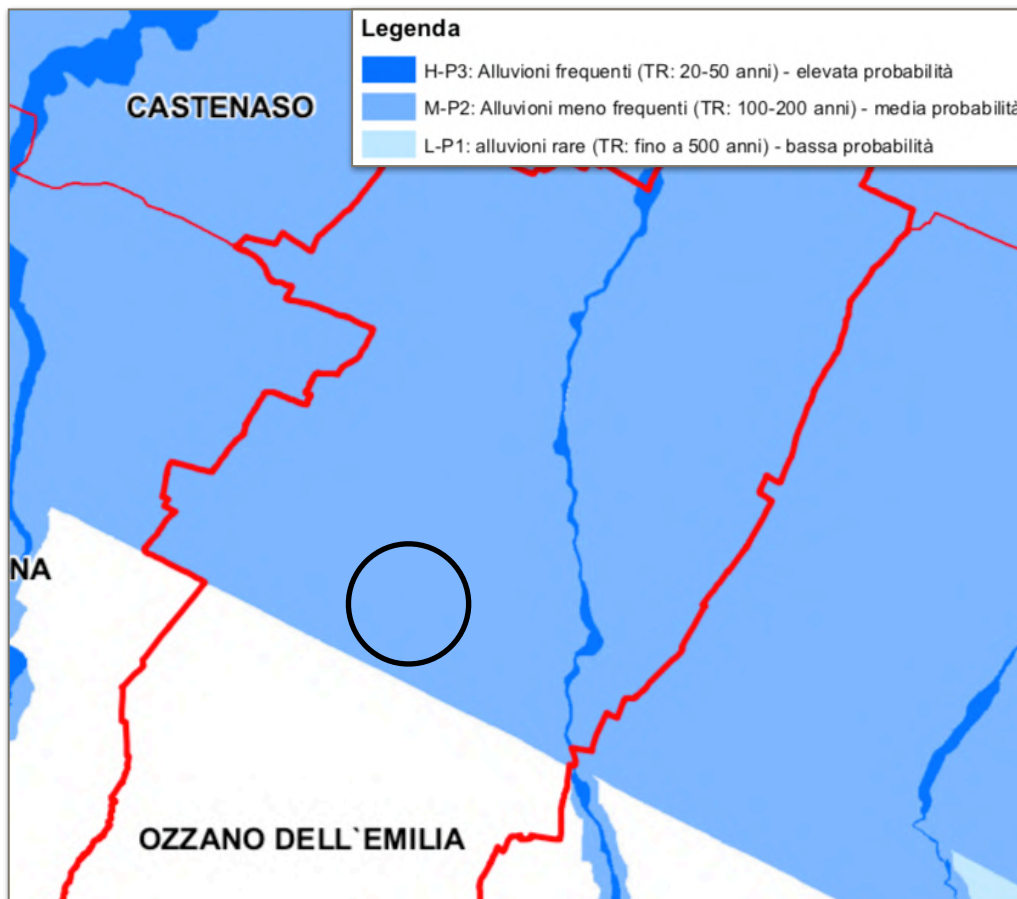 Legenda
H-P3: Alluvioni frequenti (TR: 20-50 anni) - elevata probabilità
M-P2: Alluvioni meno frequenti (TR: 100-200 anni) - media probabilità
L-P1: alluvioni rare (TR: fino a 500 anni) - bassa probabilità
CASTENASO
NA
OZZANO DELL`EMILIA